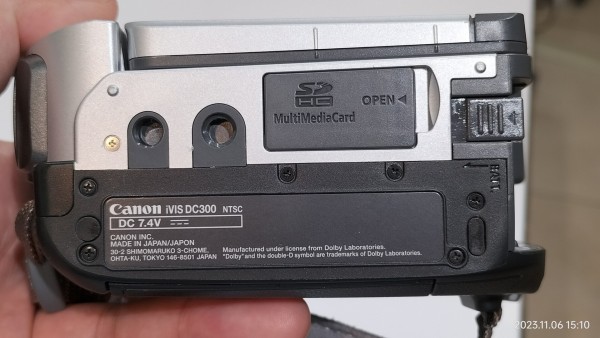 SD
HC
MultiMediaCard
OPEN
BATT.
Canon iVIS DC300 NTSC
DC 7.4V
CANON INC.
MADE IN JAPAN/JAPON
30-2 SHIMOMARUKO 3-CHOME,
OHTA-KU, TOKYO 146-8501 JAPAN
Manufactured under license from Dolby Laboratories.
"Dolby" and the double-D symbol are trademarks of Dolby Laboratories.
2023.11.06 15:10